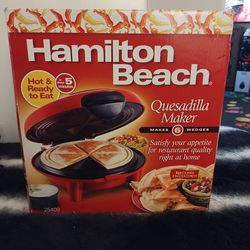 Hamilton
Beach®
Hot &
Ready
to Eat
5
minutes
Quesadilla
Maker
MAKES 6 WEDGES
Satisfy your appetite
for restaurant quality
right at home
25409